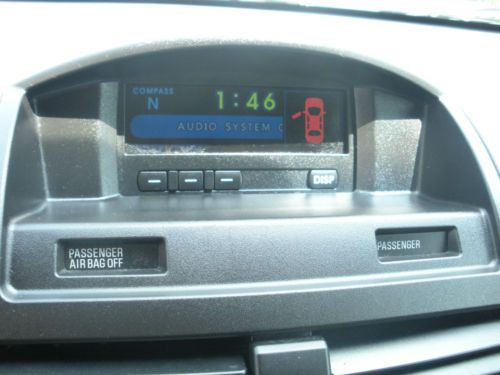 COMPASS
N
1:46
AUDIO SYSTEM
DISP
PASSENGER
AIR BAG OFF
PASSENGER